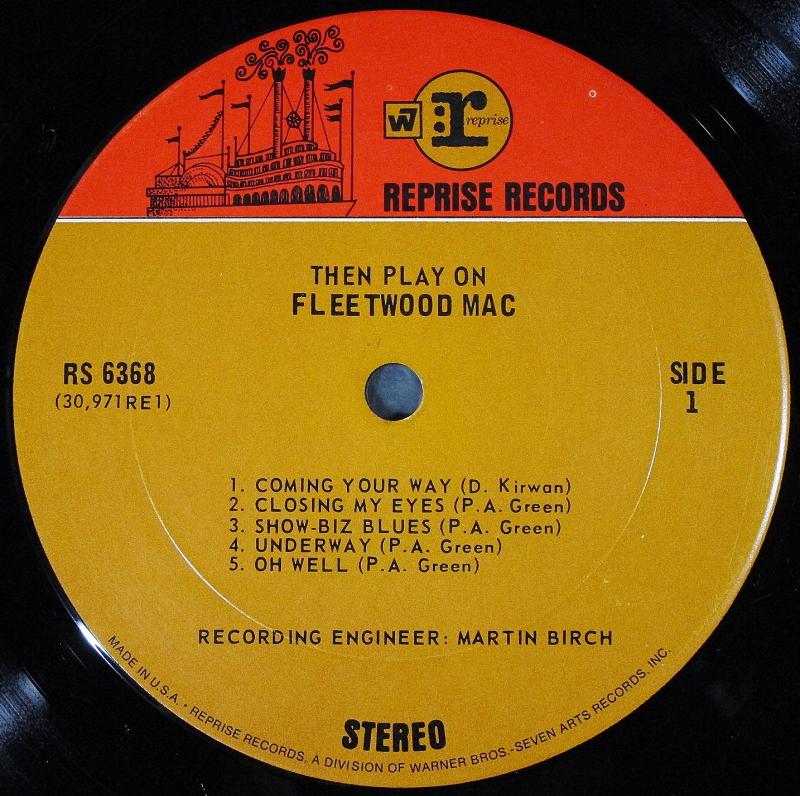 W7
r: reprise
REPRISE RECORDS
THEN PLAY ON
FLEETWOOD MAC
RS 6368
(30,971RE1)
SIDE
1
1. COMING YOUR WAY (D. Kirwan)
2. CLOSING MY EYES (P.A. Green)
3. SHOW-BIZ BLUES (P.A. Green)
4. UNDERWAY (P.A. Green)
5. OH WELL (P.A. Green)
RECORDING ENGINEER: MARTIN BIRCH
STEREO
MADE IN U.S.A. • REPRISE RECORDS, A DIVISION OF WARNER BROS.-SEVEN ARTS RECORDS, INC.